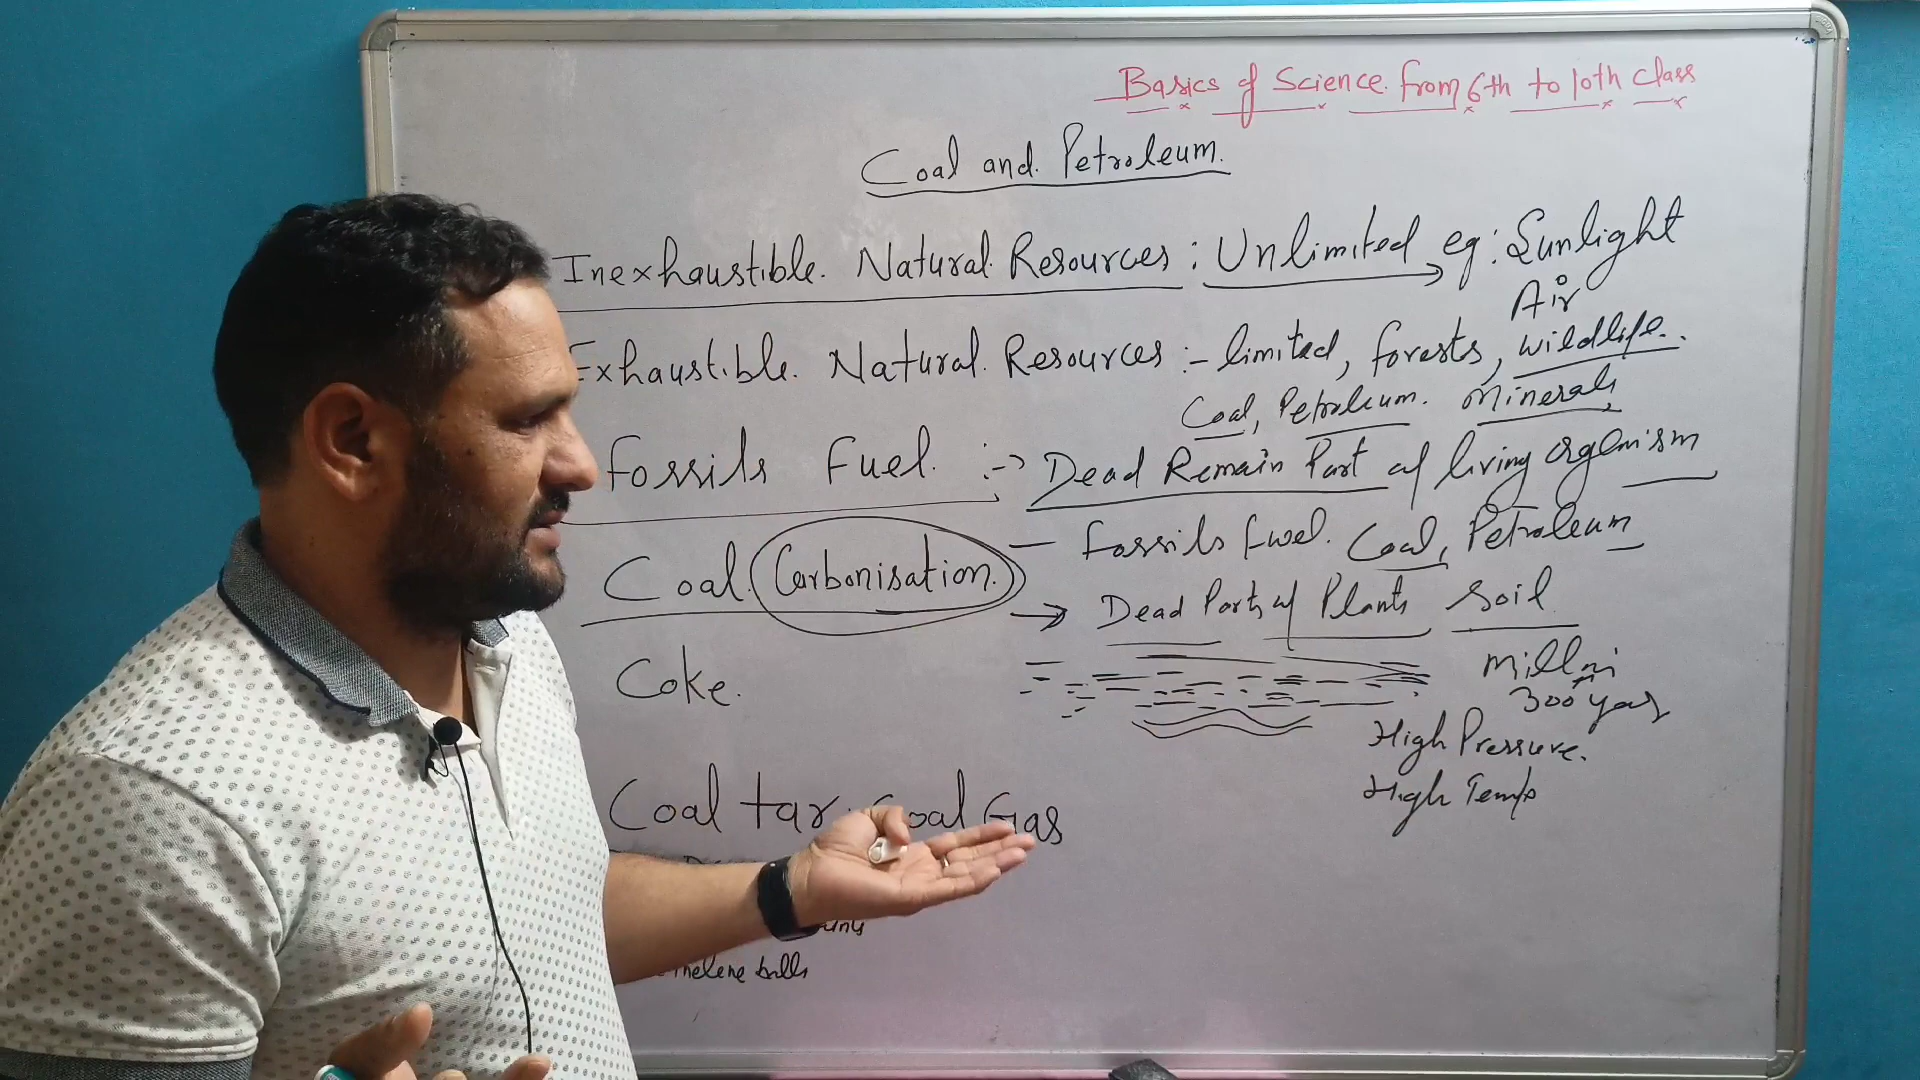 Basics of Science from 6th to 10th Class
Coal and Petroleum.
Inexhaustible Natural Resources : Unlimited eg: Sunlight
Air
Exhaustible Natural Resources :- limited, forests, wildlife.
Coal, Petroleum. Minerals
Fossils Fuel. :-> Dead Remain Part of living organism
Coal Carbonisation. - Fossils fuel. Coal, Petroleum
-> Dead Parts of Plants Soil
Coke.
300 years
High Pressure.
High Temp
Coal tar Coal Gas
balls